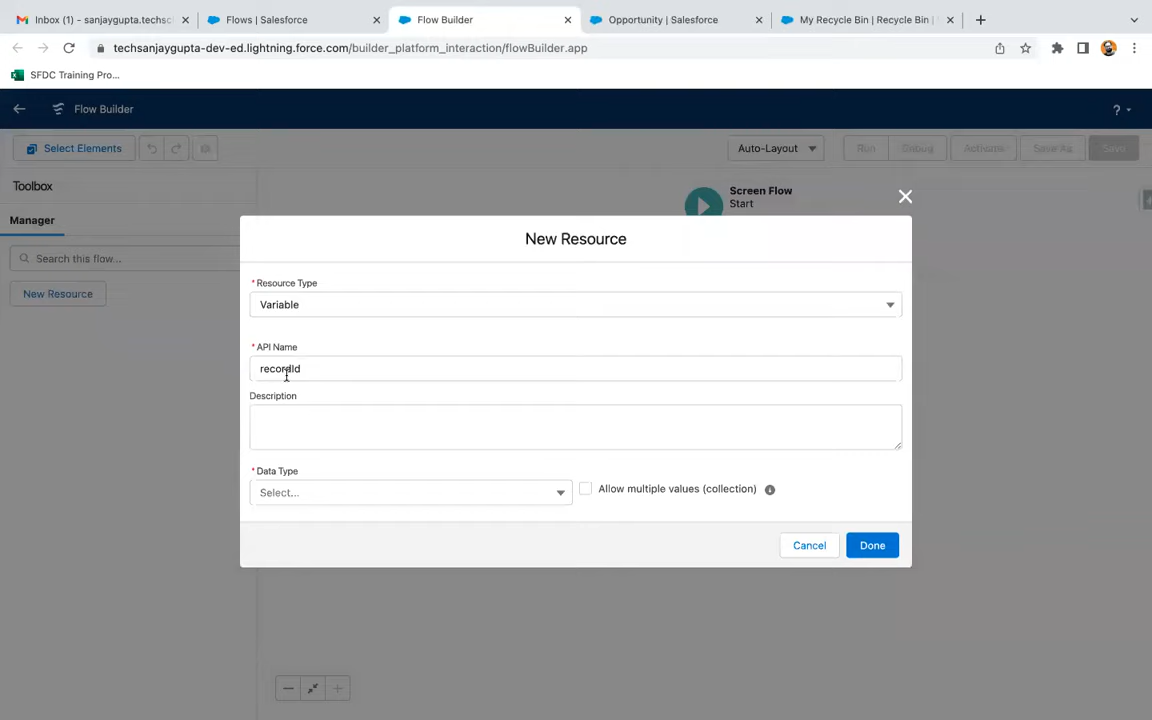 Inbox (1) - sanjaygupta.techsc
Flows | Salesforce
Flow Builder
Opportunity | Salesforce
My Recycle Bin | Recycle Bin |
techsanjaygupta-dev-ed.lightning.force.com/builder_platform_interaction/flowBuilder.app
SFDC Training Pro...
Flow Builder
?
Select Elements
Auto-Layout
Run
Debug
Activate
Save As
Save
Toolbox
Screen Flow
Start
Manager
Search this flow...
New Resource
New Resource
* Resource Type
Variable
* API Name
recordId
Description
* Data Type
Select...
Allow multiple values (collection)
Cancel
Done